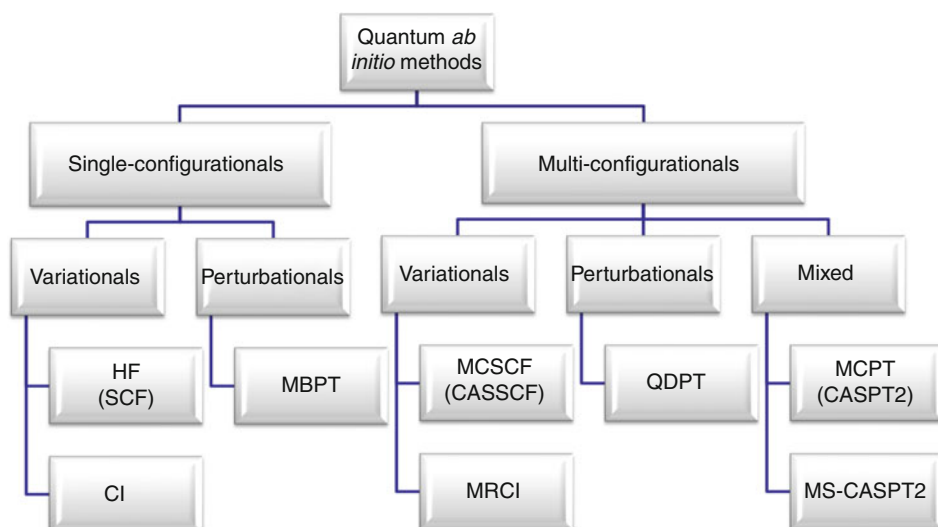 Quantum ab
initio methods
Single-configurationals
Multi-configurationals
Variationals
Perturbationals
Variationals
Perturbationals
Mixed
HF
(SCF)
MBPT
MCSCF
(CASSCF)
QDPT
MCPT
(CASPT2)
CI
MRCI
MS-CASPT2